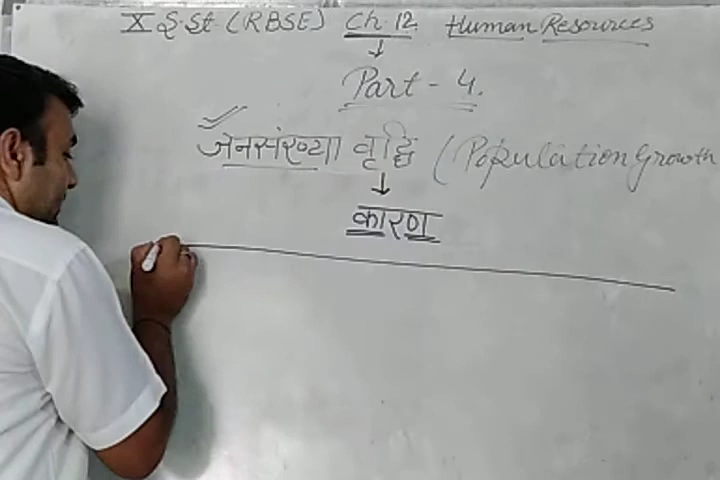 X S.St. (RBSE) Ch. 12. Human Resources
Part - 4.
जनसंख्या वृद्धि (Population Growth
कारण